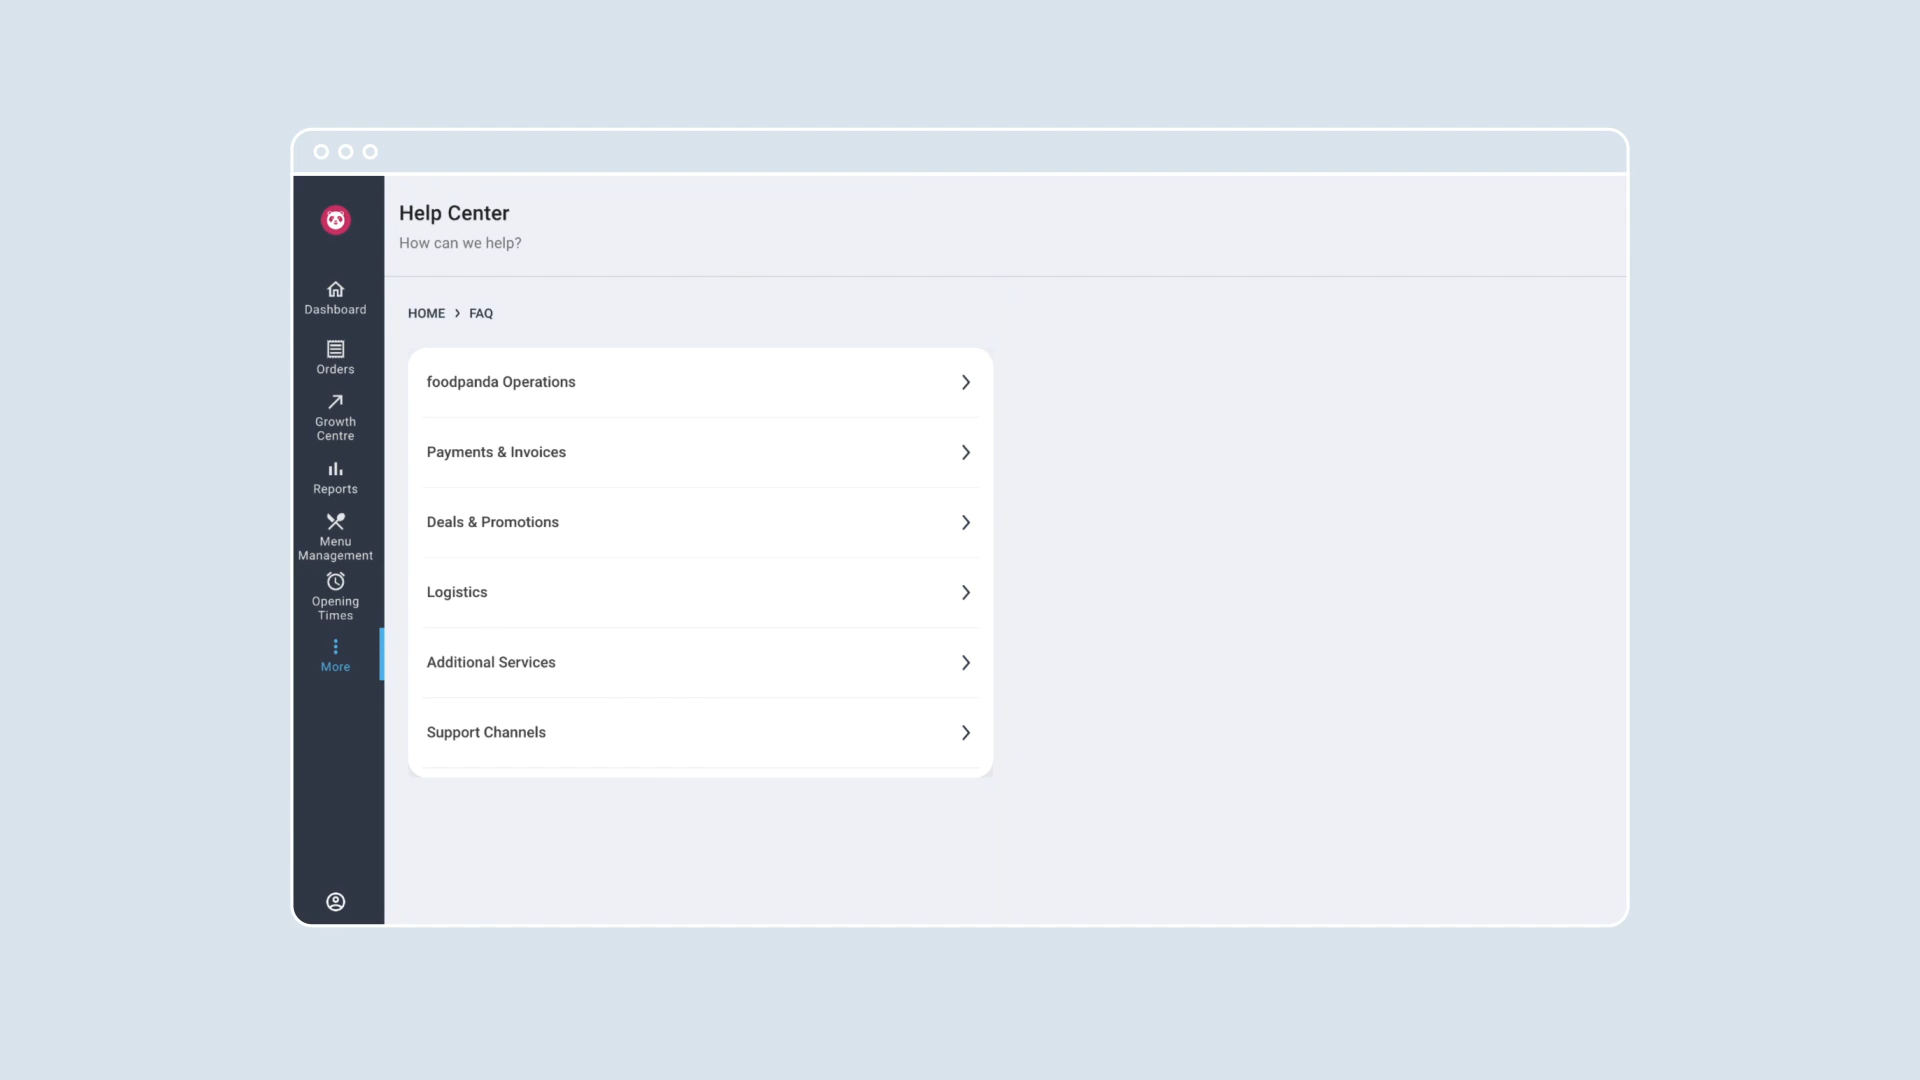 Help Center
How can we help?
Dashboard
Orders
Growth
Centre
Reports
Menu
Management
Opening
Times
More
HOME > FAQ
foodpanda Operations
Payments & Invoices
Deals & Promotions
Logistics
Additional Services
Support Channels